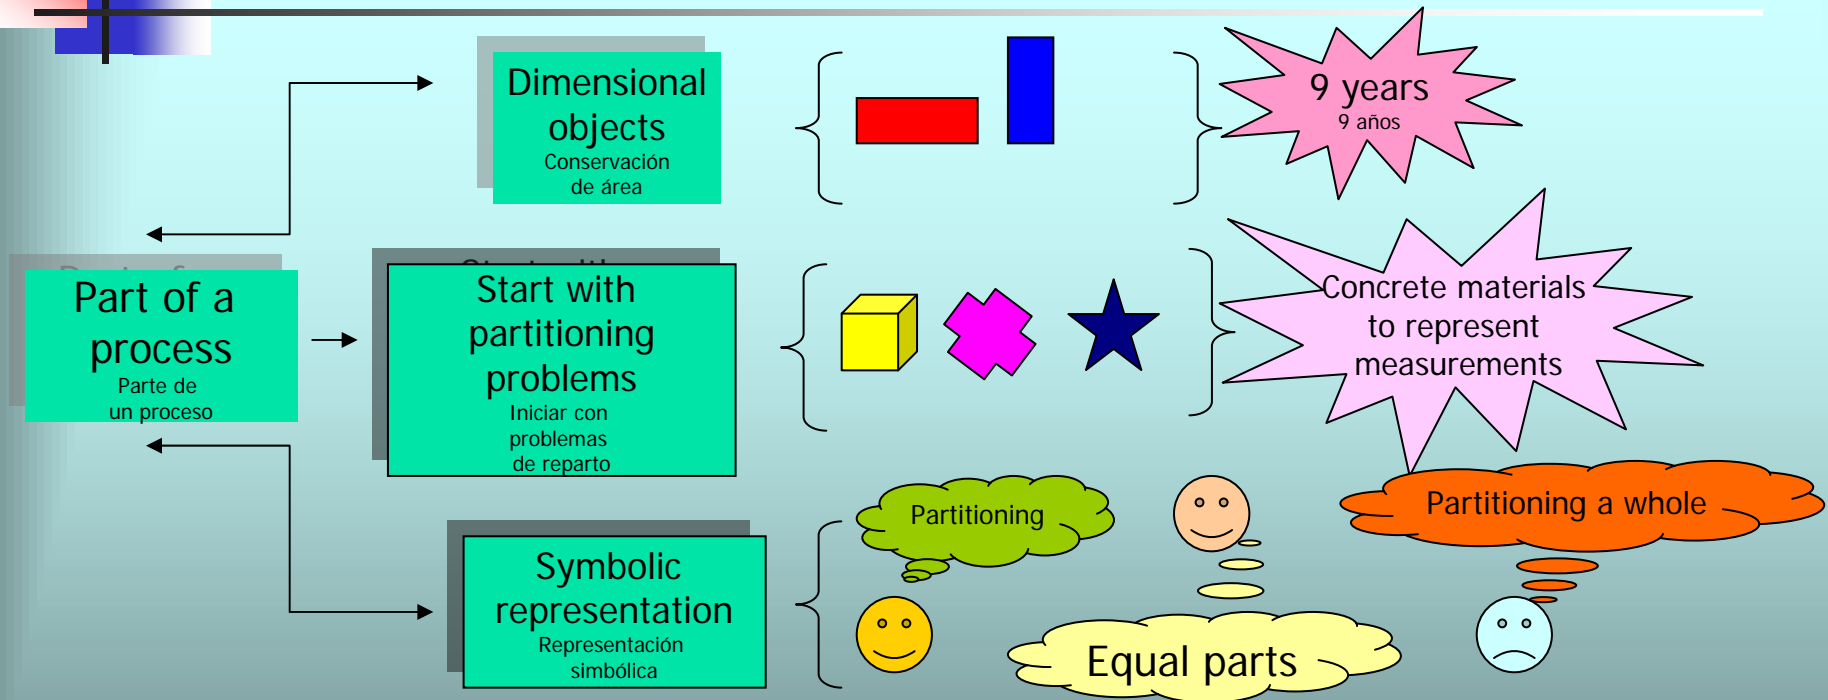 Dimensional
objects
Conservación
de área
9 years
9 años
Part of a
process
Parte de
un proceso
Start with
partitioning
problems
Iniciar con
problemas
de reparto
Concrete materials
to represent
measurements
Symbolic
representation
Representación
simbólica
Partitioning
Partitioning a whole
Equal parts